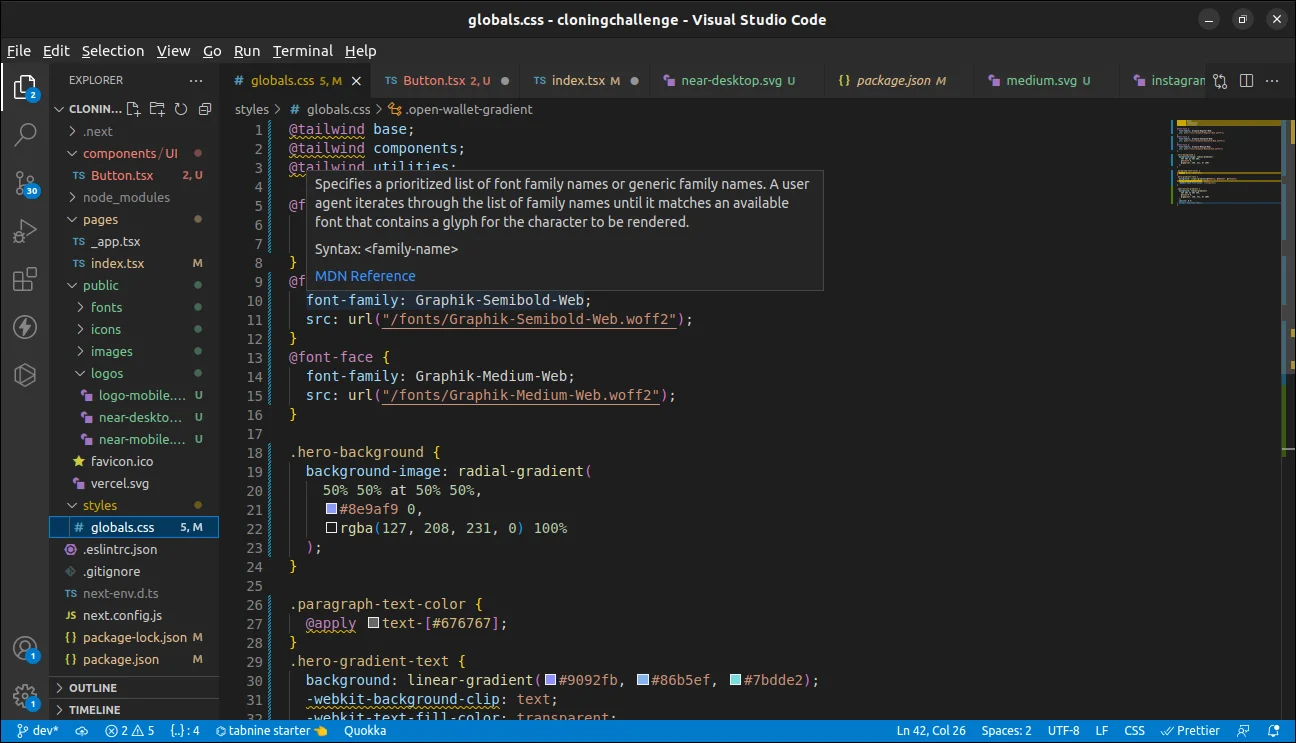 globals.css - cloningchallenge - Visual Studio Code
File Edit Selection View Go Run Terminal Help
2
30
1
1
EXPLORER
CLONIN...
.next
components / UI
TS Button.tsx 2, U
node_modules
pages
TS _app.tsx
TS index.tsx M
public
fonts
icons
images
logos
logo-mobile.... U
near-deskto... U
near-mobile.... U
favicon.ico
vercel.svg
styles
# globals.css 5, M
.eslintrc.json
.gitignore
TS next-env.d.ts
JS next.config.js
{} package-lock.json M
{} package.json M
OUTLINE
TIMELINE
# globals.css 5, M
TS Button.tsx 2, U
TS index.tsx M
near-desktop.svg U
{} package.json M
medium.svg U
instagran
styles > # globals.css > .open-wallet-gradient
1 @tailwind base;
2 @tailwind components;
3 @tailwind utilities;
4
5 @f
6
7
8 }
9 @f
Specifies a prioritized list of font family names or generic family names. A user
agent iterates through the list of family names until it matches an available
font that contains a glyph for the character to be rendered.
Syntax: <family-name>
MDN Reference
10 font-family: Graphik-Semibold-Web;
11 src: url("/fonts/Graphik-Semibold-Web.woff2");
12 }
13 @font-face {
14 font-family: Graphik-Medium-Web;
15 src: url("/fonts/Graphik-Medium-Web.woff2");
16 }
17
18 .hero-background {
19 background-image: radial-gradient(
20 50% 50% at 50% 50%,
21 #8e9af9 0,
22 rgba(127, 208, 231, 0) 100%
23 );
24 }
25
26 .paragraph-text-color {
27 @apply text-[#676767];
28 }
29 .hero-gradient-text {
30 background: linear-gradient(#9092fb, #86b5ef, #7bdde2);
31 -webkit-background-clip: text;
32 -webkit-text-fill-color: transparent;
dev* 2 5 {..} : 4 tabnine starter Quokka Ln 42, Col 26 Spaces: 2 UTF-8 LF CSS Prettier